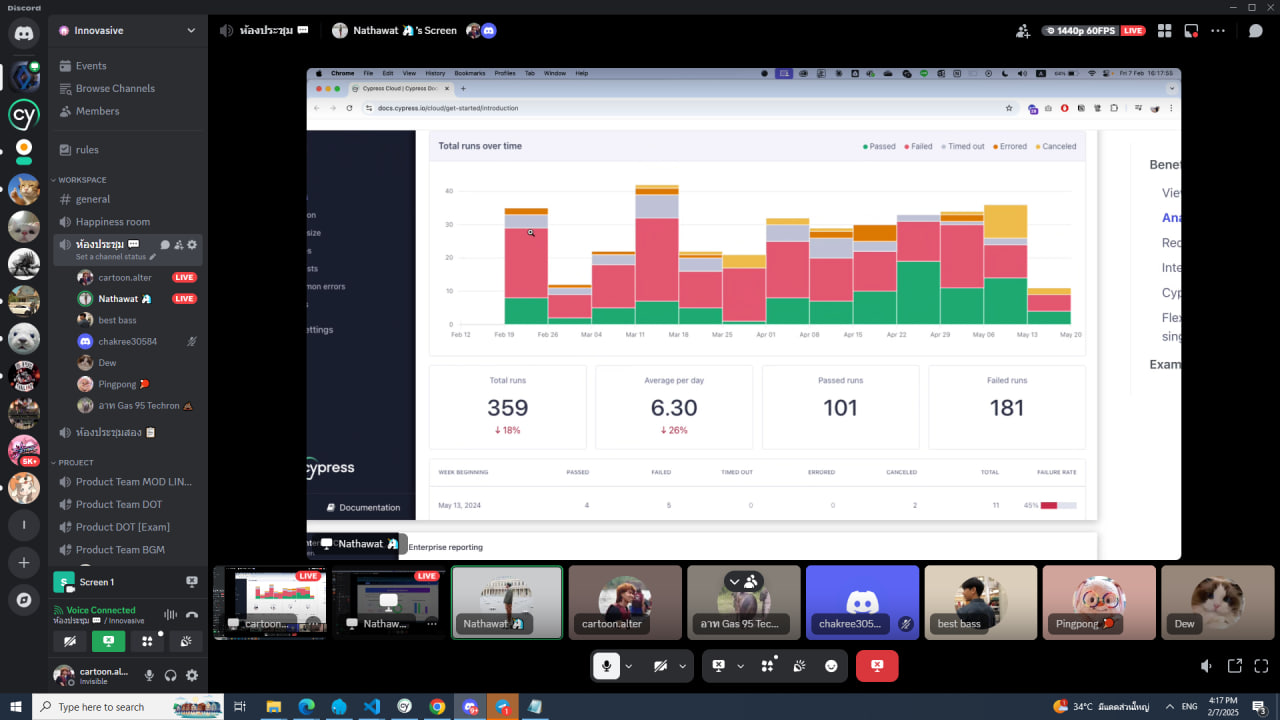 Discord
Innovasive
ห้องประชุม 💬
Nathawat 🧞‍♂️'s Screen
1440p 60FPS LIVE
Events
Browse Channels
Members
rules
WORKSPACE
general
Happiness room
ห้องประชุม 💬
Set a channel status
cartoon.alter LIVE
Nathawat LIVE
best bass
chakree30584
Dew
Pingpong
อาท Gas 95 Techron
ห้องประชุมสอง
5K+
PROJECT
Product Team MOD LIN...
Product Team DOT
Product DOT [Exam]
Product Team BGM
Screen 1
Voice Connected
ห้องประชุม 💬 / Innovasive
cartoon.al...
Invisible
Chrome File Edit View History Bookmarks Profiles Tab Window Help
64% Fri 7 Feb 16:17:55
Cypress Cloud | Cypress Doc
docs.cypress.io/cloud/get-started/introduction
Total runs over time
Passed Failed Timed out Errored Canceled
40
30
20
10
0
Feb 12 Feb 19 Feb 26 Mar 04 Mar 11 Mar 18 Mar 25 Apr 01 Apr 08 Apr 15 Apr 22 Apr 29 May 06 May 13 May 20
Total runs
359
↓ 18%
Average per day
6.30
↓ 26%
Passed runs
101
Failed runs
181
WEEK BEGINNING PASSED FAILED TIMED OUT ERRORED CANCELED TOTAL FAILURE RATE
May 13, 2024 4 5 0 0 2 11 45%
on
size
es
sts
mon errors
s
ettings
cypress
Documentation
Enterprise reporting
Nathawat
Benef
Viev
Ana
Rec
Inte
Cyp
Flex
sing
Exam
LIVE
cartoon...
LIVE
Nathaw...
Nathawat
cartoon.alter
อาท Gas 95 Tec...
chakree305...
best bass
Pingpong
Dew
Type here to search
34°C มีแดดส่วนใหญ่
ENG
4:17 PM
2/7/2025